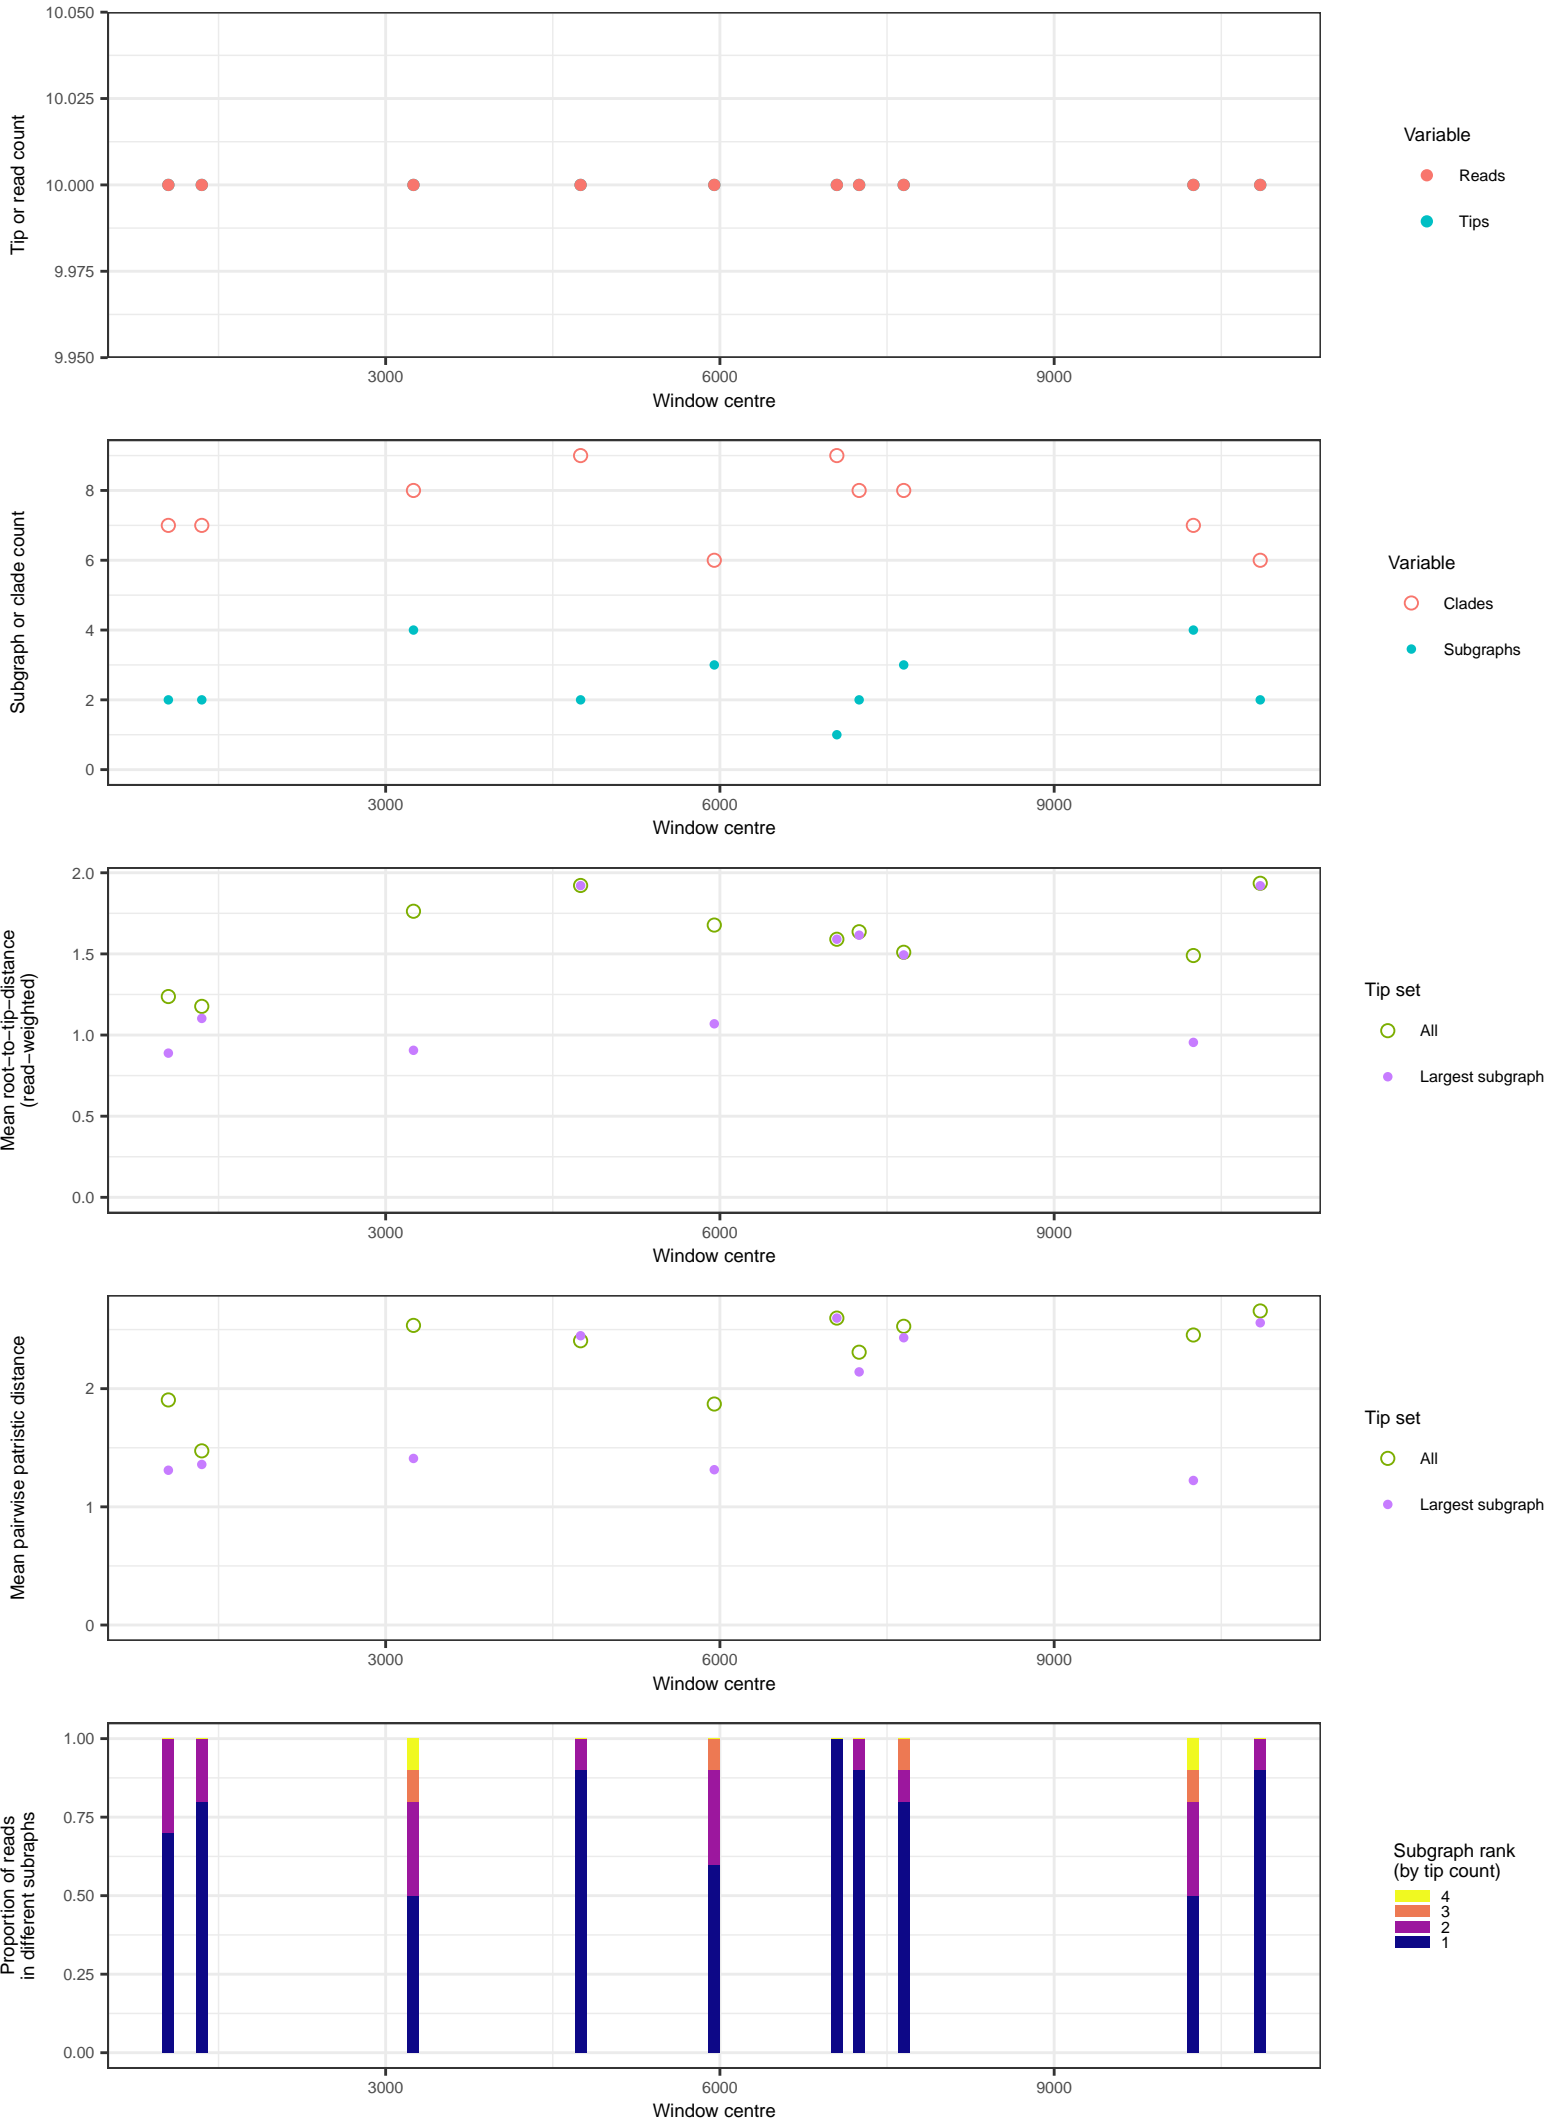 10.050
10.025
10.000
9.975
9.950
Tip or read count
3000
6000
9000
Window centre
Variable
Reads
Tips
8
6
4
2
0
Subgraph or clade count
3000
6000
9000
Window centre
Variable
Clades
Subgraphs
2.0
1.5
1.0
0.5
0.0
Mean root−to−tip−distance
(read−weighted)
3000
6000
9000
Window centre
Tip set
All
Largest subgraph
2
1
0
Mean pairwise patristic distance
3000
6000
9000
Window centre
Tip set
All
Largest subgraph
1.00
0.75
0.50
0.25
0.00
Proportion of reads
in different subraphs
3000
6000
9000
Window centre
Subgraph rank
(by tip count)
4
3
2
1